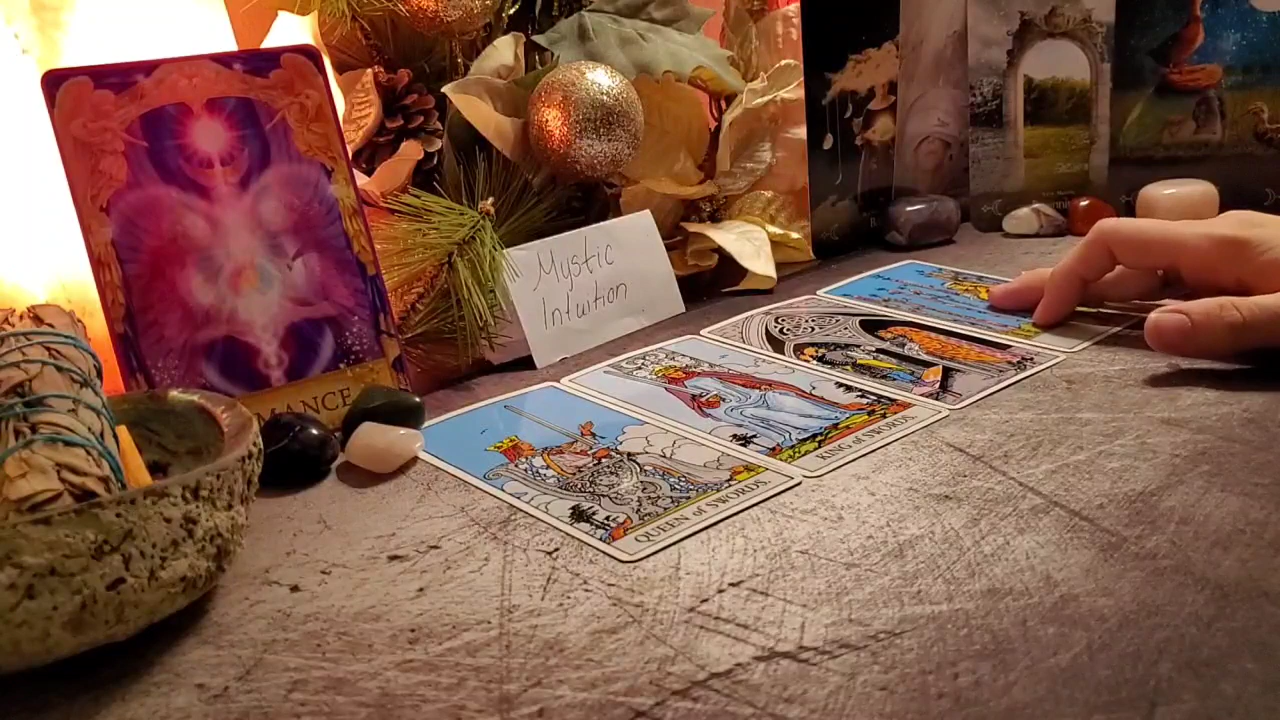 MANCE
Mystic
Intuition
KING of SWORDS
QUEEN of SWORDS